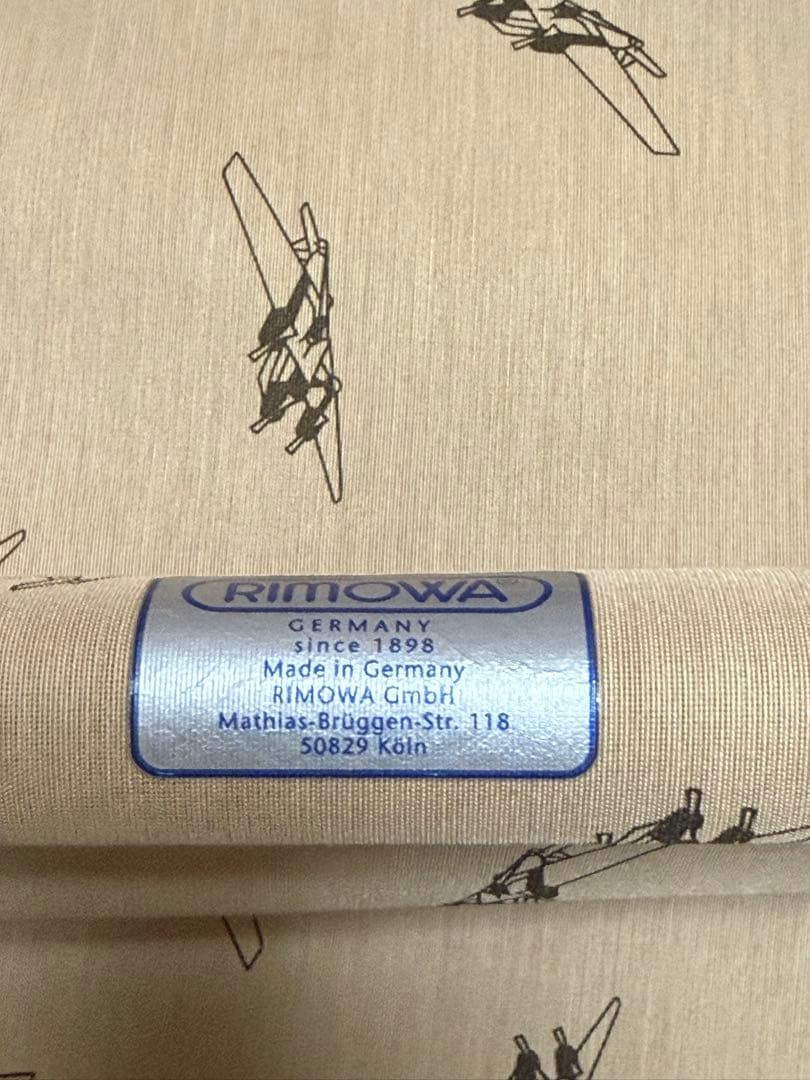 RIMOWA®
GERMANY
since 1898
Made in Germany
RIMOWA GmbH
Mathias-Brüggen-Str. 118
50829 Köln